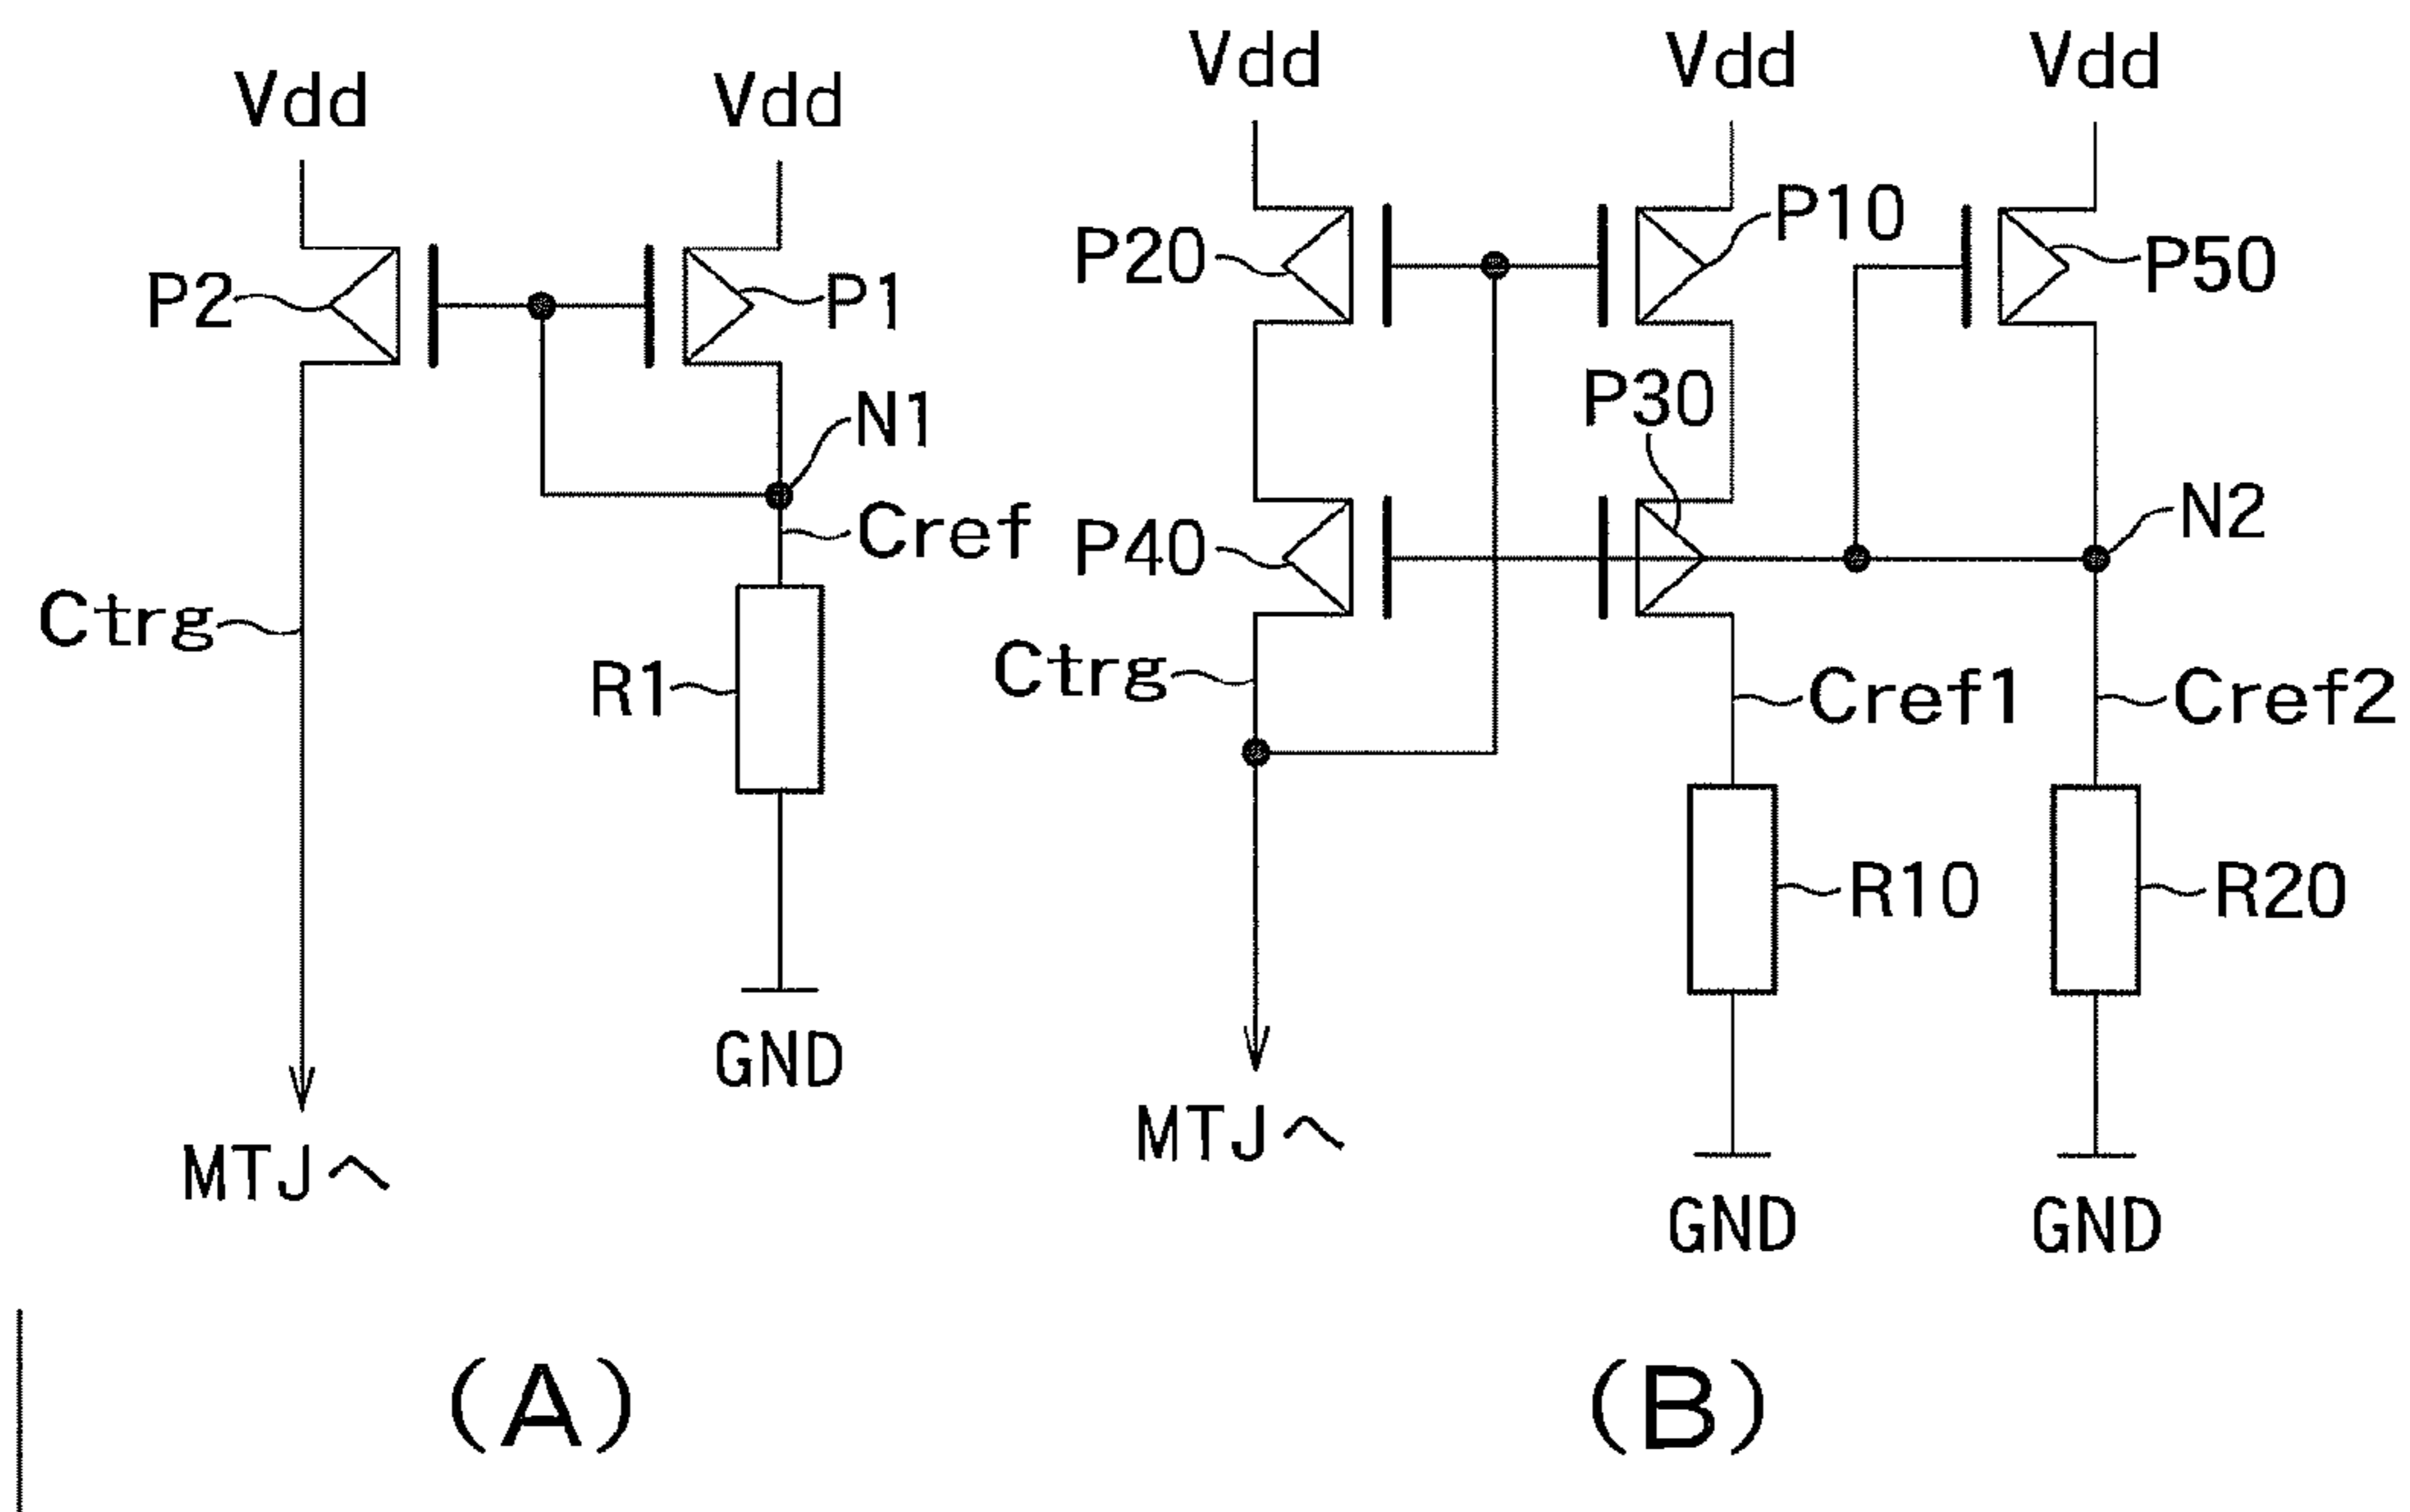 Vdd
Vdd
P2
P1
N1
Cref
Ctrg
R1
GND
MTJへ
(A)
Vdd
Vdd
Vdd
P20
P10
P50
P30
P40
N2
Ctrg
Cref1
Cref2
R10
R20
MTJへ
GND
GND
(B)